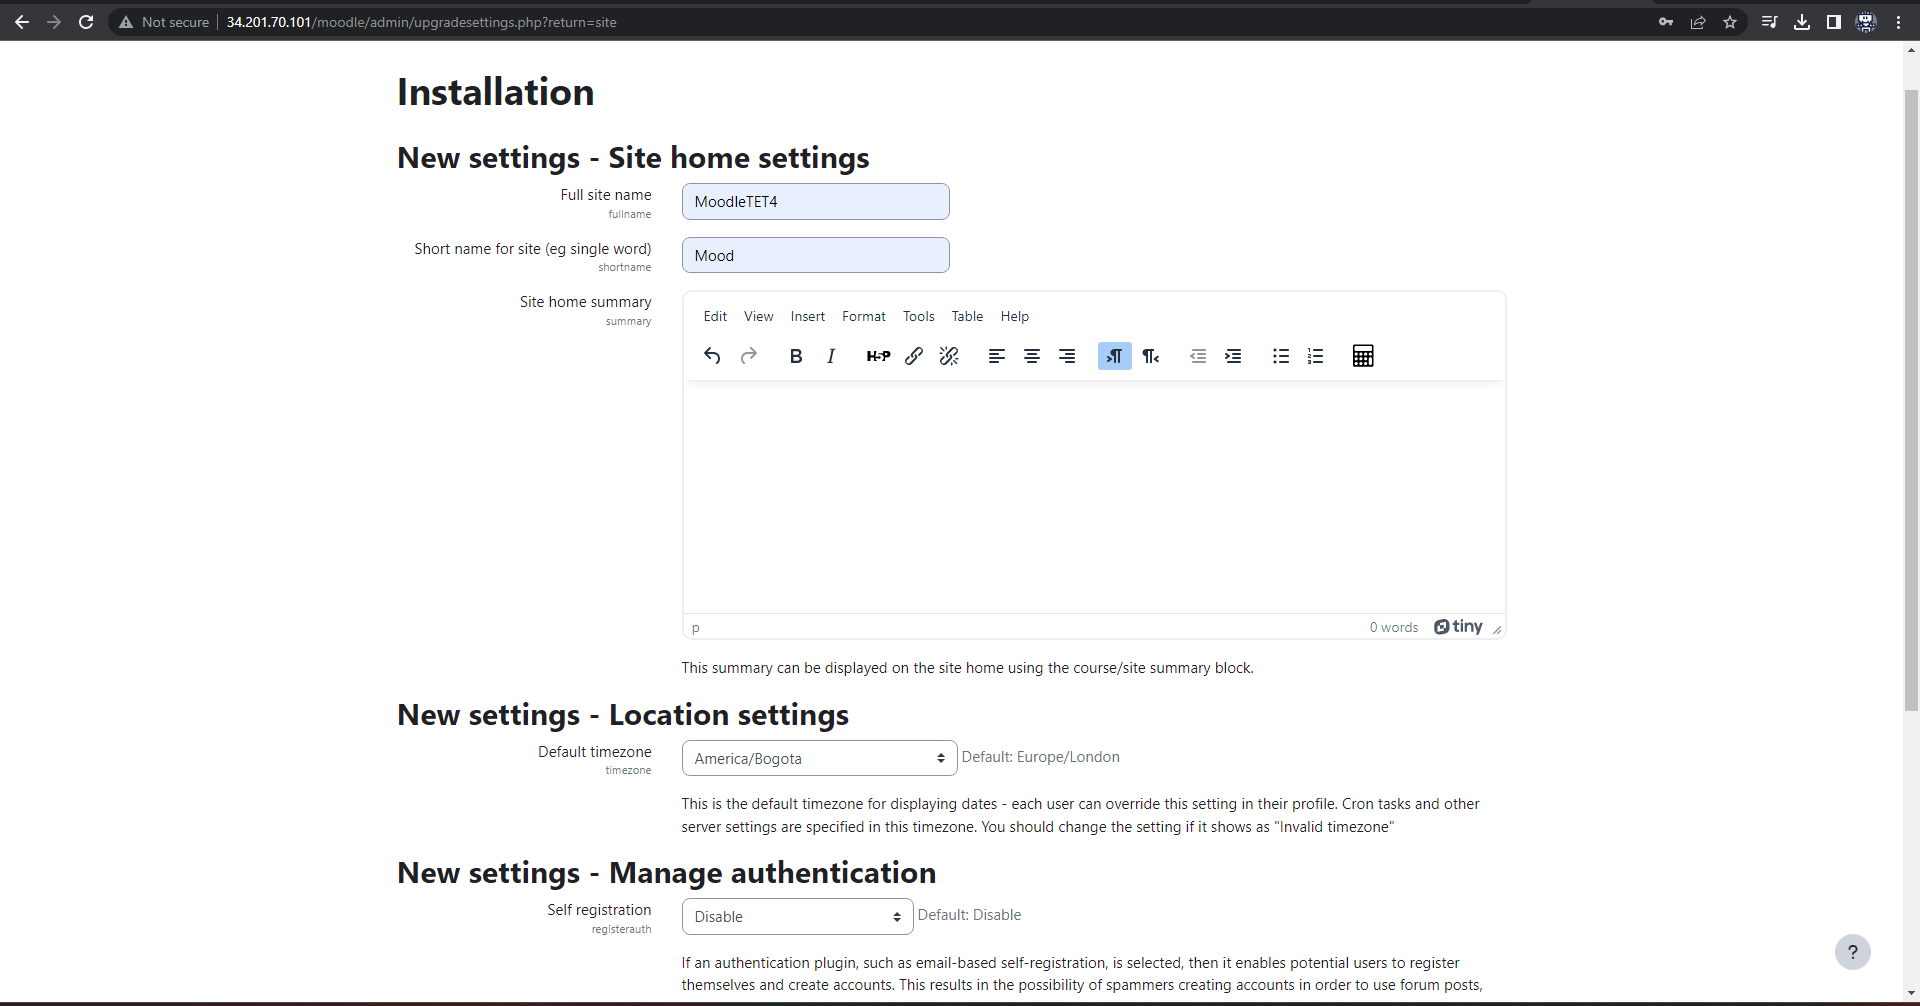 Not secure 34.201.70.101/moodle/admin/upgradesettings.php?return=site
Installation
New settings - Site home settings
Full site name
fullname
MoodleTET4
Short name for site (eg single word)
shortname
Mood
Site home summary
summary
Edit View Insert Format Tools Table Help
B I H5P
p
0 words tiny
This summary can be displayed on the site home using the course/site summary block.
New settings - Location settings
Default timezone
timezone
America/Bogota Default: Europe/London
This is the default timezone for displaying dates - each user can override this setting in their profile. Cron tasks and other
server settings are specified in this timezone. You should change the setting if it shows as "Invalid timezone"
New settings - Manage authentication
Self registration
registerauth
Disable Default: Disable
If an authentication plugin, such as email-based self-registration, is selected, then it enables potential users to register
themselves and create accounts. This results in the possibility of spammers creating accounts in order to use forum posts,
?